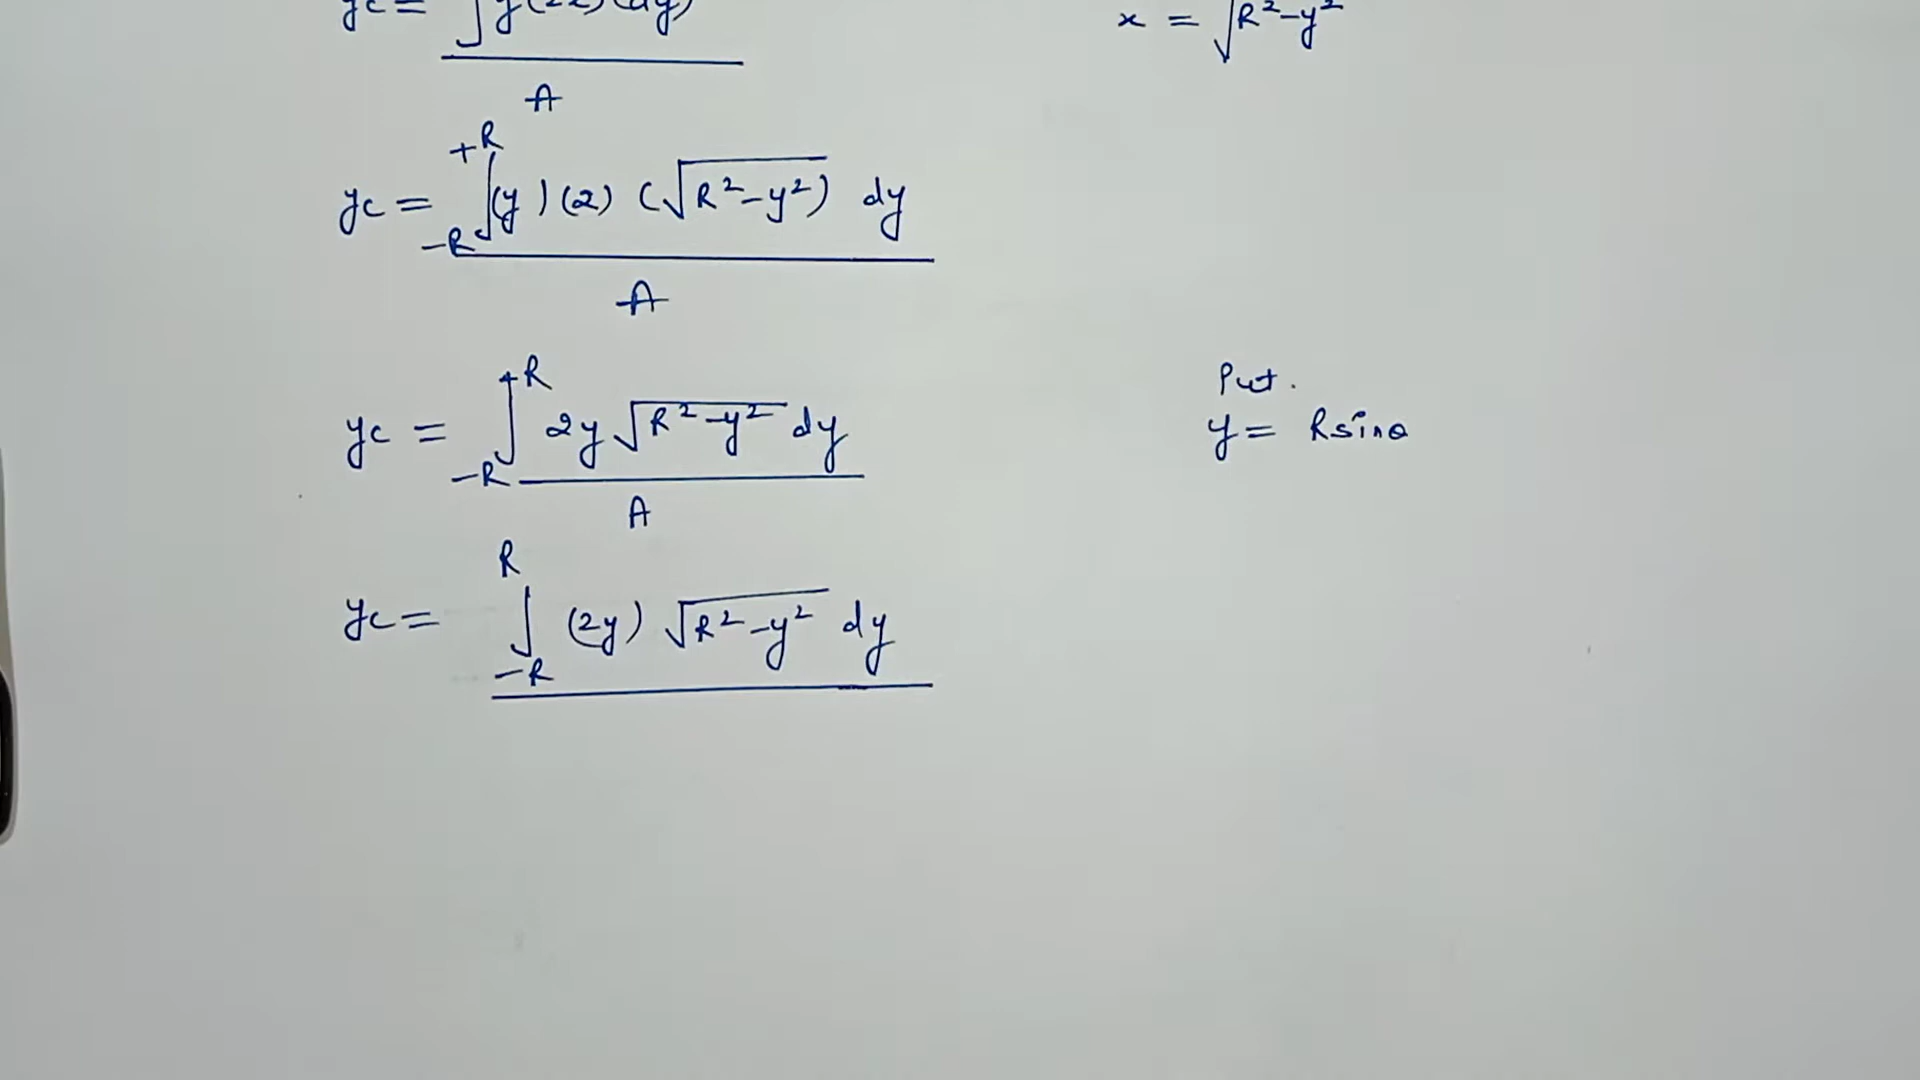 yc = ∫ y(2x)(dy) x = √R²-y²
A
+R
yc = ∫(y)(2)(√R²-y²) dy
-R
A
+R Put.
yc = ∫ 2y √R²-y² dy y = Rsinθ
-R
A
R
yc = ∫ (2y) √R²-y² dy
-R